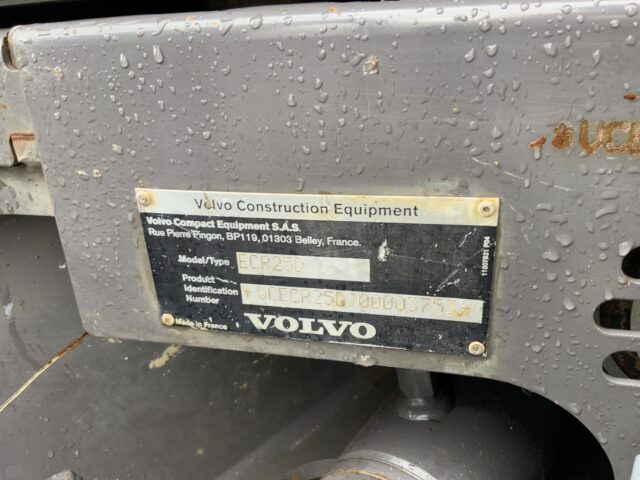 Volvo Construction Equipment
Volvo Compact Equipment S.A.S.
Rue Pierre Pingon, BP119, 01303 Belley, France.
Model/Type ECR25D
Product
Identification
Number
Made in France
VOLVO
VCE